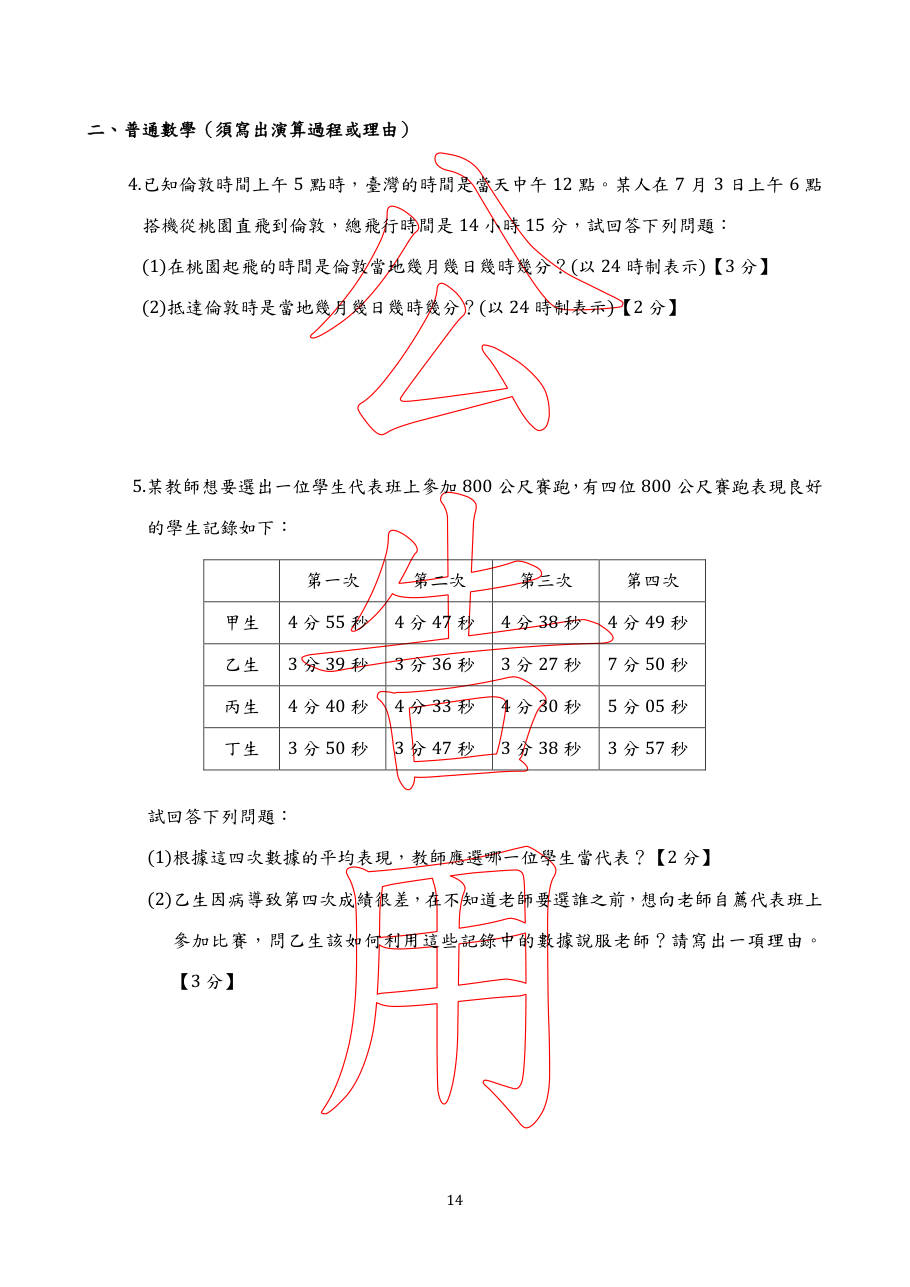 二、普通數學（須寫出演算過程或理由）
4.已知倫敦時間上午 5 點時，臺灣的時間是當天中午 12 點。某人在 7 月 3 日上午 6 點
搭機從桃園直飛到倫敦，總飛行時間是 14 小時 15 分，試回答下列問題：
(1)在桃園起飛的時間是倫敦當地幾月幾日幾時幾分？(以 24 時制表示)【3 分】
(2)抵達倫敦時是當地幾月幾日幾時幾分？(以 24 時制表示)【2 分】
5.某教師想要選出一位學生代表班上參加 800 公尺賽跑，有四位 800 公尺賽跑表現良好
的學生記錄如下：
第一次 第二次 第三次 第四次
甲生 4 分 55 秒 4 分 47 秒 4 分 38 秒 4 分 49 秒
乙生 3 分 39 秒 3 分 36 秒 3 分 27 秒 7 分 50 秒
丙生 4 分 40 秒 4 分 33 秒 4 分 30 秒 5 分 05 秒
丁生 3 分 50 秒 3 分 47 秒 3 分 38 秒 3 分 57 秒
試回答下列問題：
(1)根據這四次數據的平均表現，教師應選哪一位學生當代表？【2 分】
(2)乙生因病導致第四次成績很差，在不知道老師要選誰之前，想向老師自薦代表班上
參加比賽，問乙生該如何利用這些記錄中的數據說服老師？請寫出一項理由。
【3 分】
公告用
14